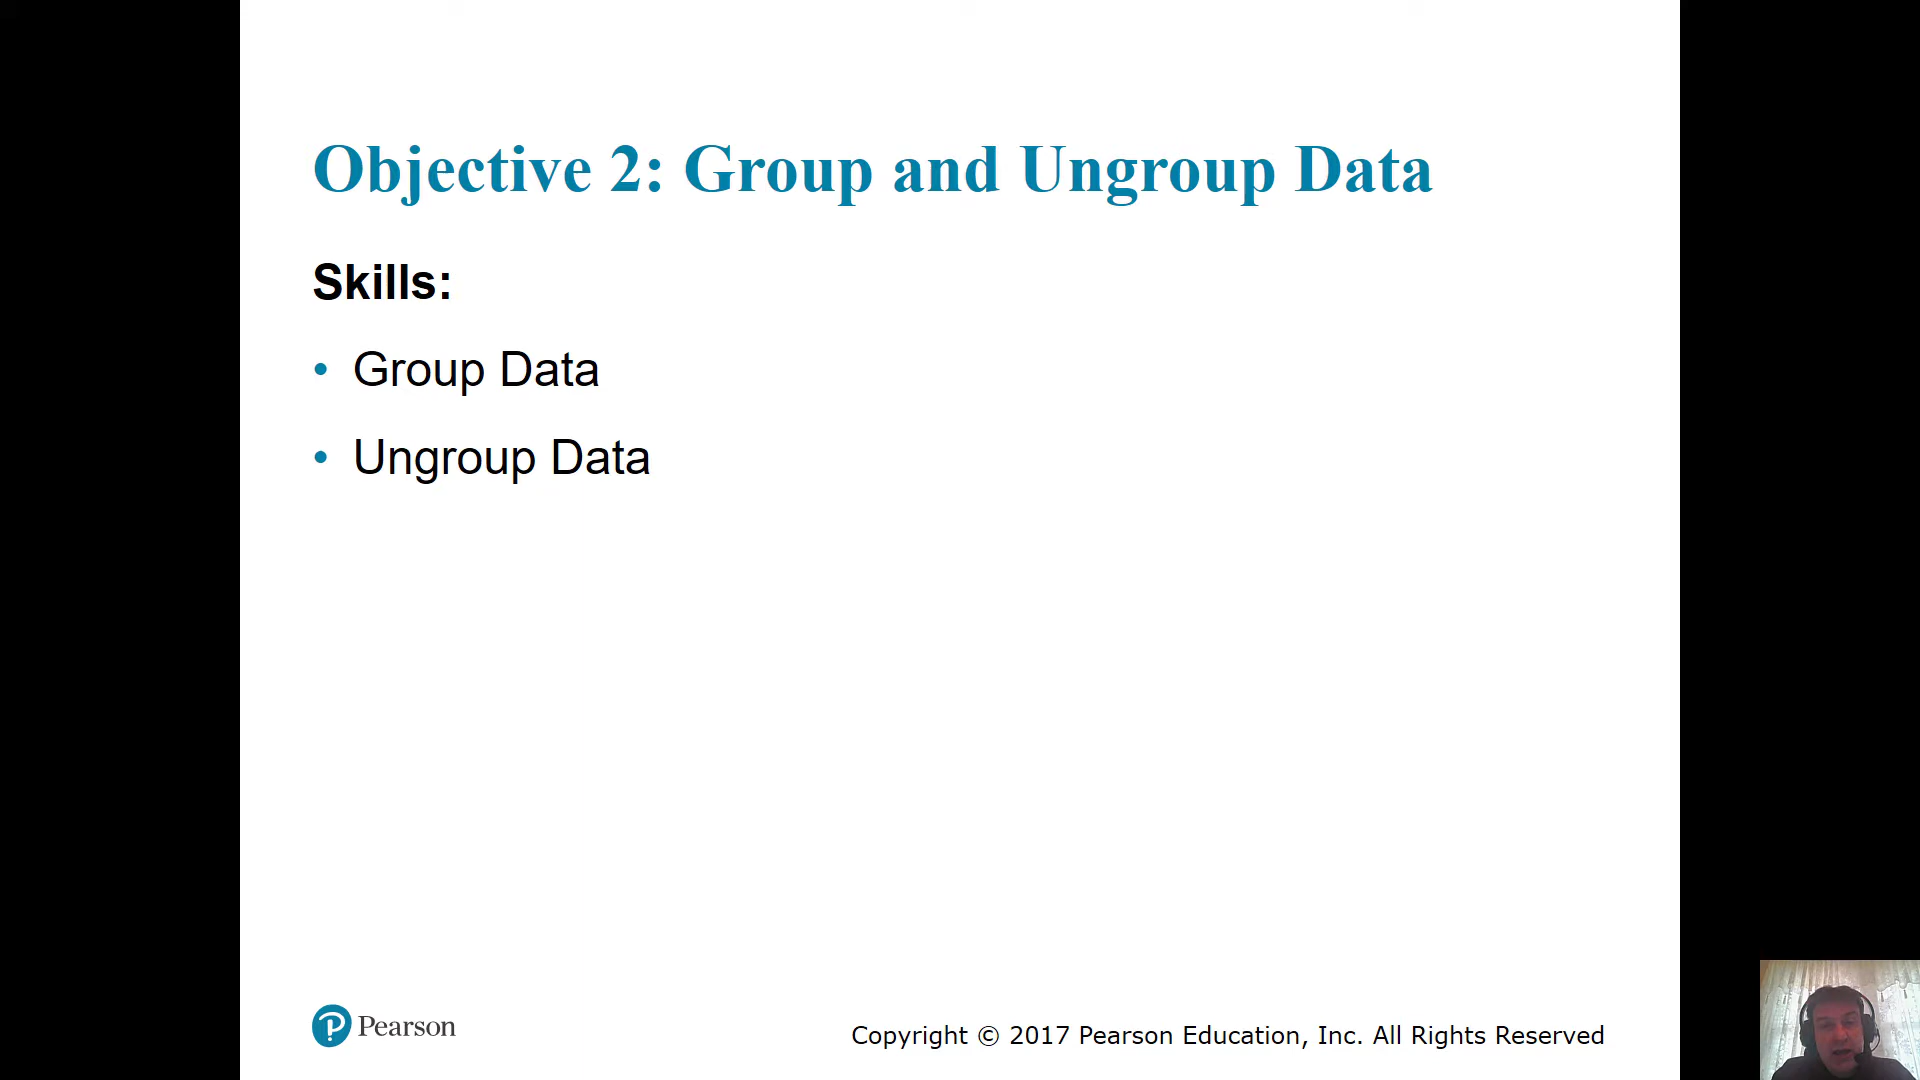 Objective 2: Group and Ungroup Data
Skills:
• Group Data
• Ungroup Data
Pearson
Copyright © 2017 Pearson Education, Inc. All Rights Reserved